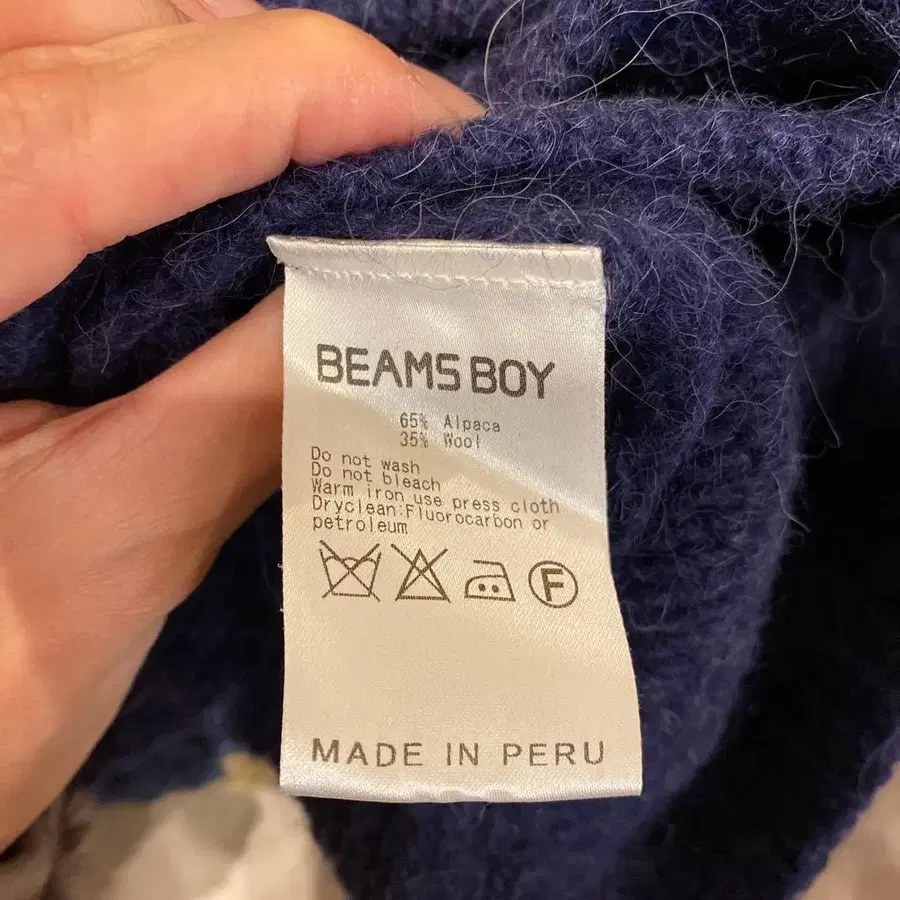 BEAMS BOY
65% Alpaca
35% Wool
Do not wash
Do not bleach
Warm iron use press cloth
Dryclean:Fluorocarbon or
petroleum
F
MADE IN PERU